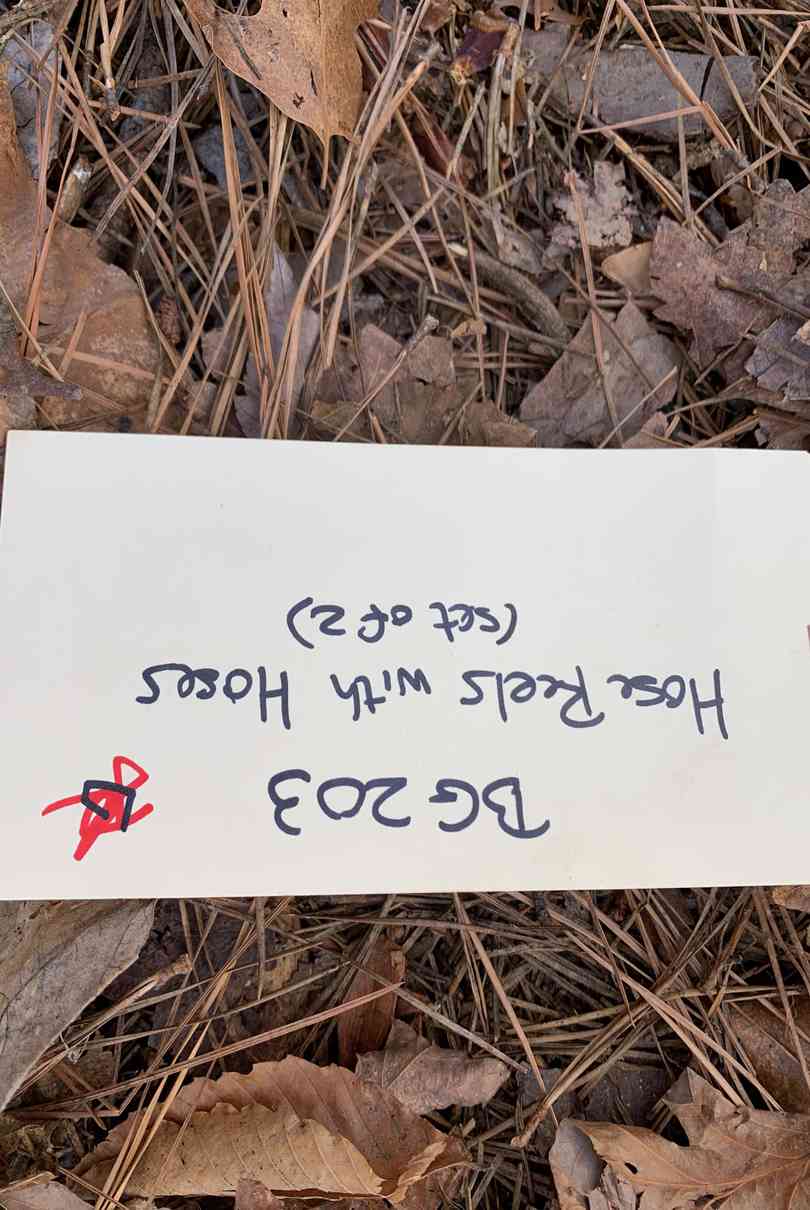 BG 203
Hose Reels with Hoses
(set of 2)